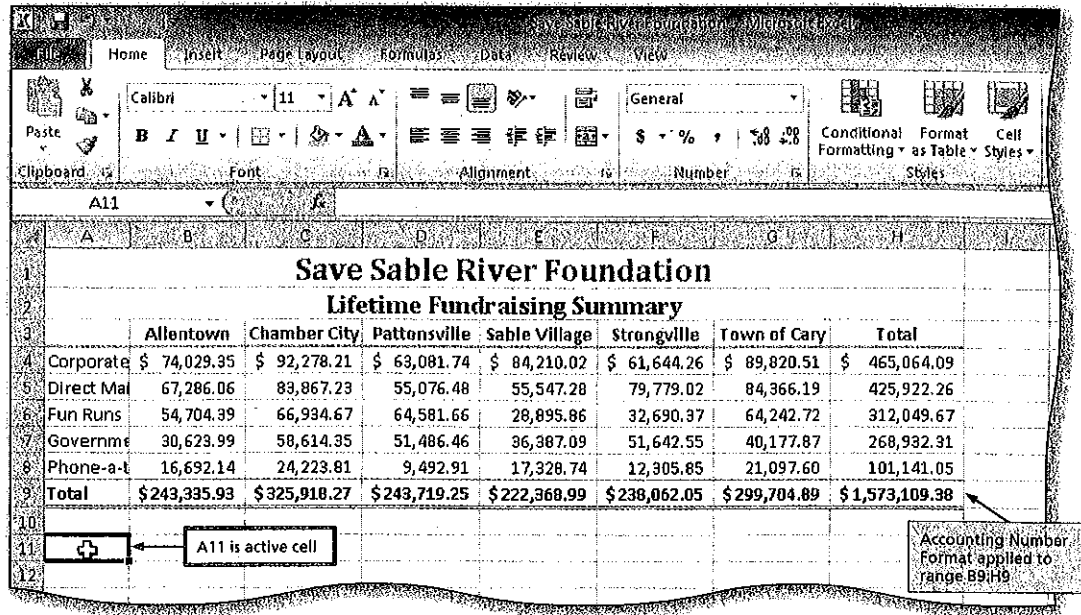 Save Sable River Foundation - Microsoft Excel
File Home Insert Page Layout Formulas Data Review View
Calibri 11 A A General
Paste B I U A $ % , .00 Conditional Format Cell
Formatting as Table Styles
Clipboard Font Alignment Number Styles
A11 fx
A B C D E F G H I
1 Save Sable River Foundation
2 Lifetime Fundraising Summary
3 Allentown Chamber City Pattonsville Sable Village Strongville Town of Cary Total
4 Corporate $ 74,029.35 $ 92,278.21 $ 63,081.74 $ 84,210.02 $ 61,644.26 $ 89,820.51 $ 465,064.09
5 Direct Mai 67,286.06 83,867.23 55,076.48 55,547.28 79,779.02 84,366.19 425,922.26
6 Fun Runs 54,704.39 66,934.67 64,581.66 28,895.86 32,690.37 64,242.72 312,049.67
7 Governme 30,623.99 58,614.35 51,486.46 36,387.09 51,642.55 40,177.87 268,932.31
8 Phone-a-t 16,692.14 24,223.81 9,492.91 17,328.74 12,305.85 21,097.60 101,141.05
9 Total $243,335.93 $325,918.27 $243,719.25 $222,368.99 $238,062.05 $299,704.89 $1,573,109.38
10
11 A11 is active cell
12
Accounting Number
Format applied to
range B9:H9